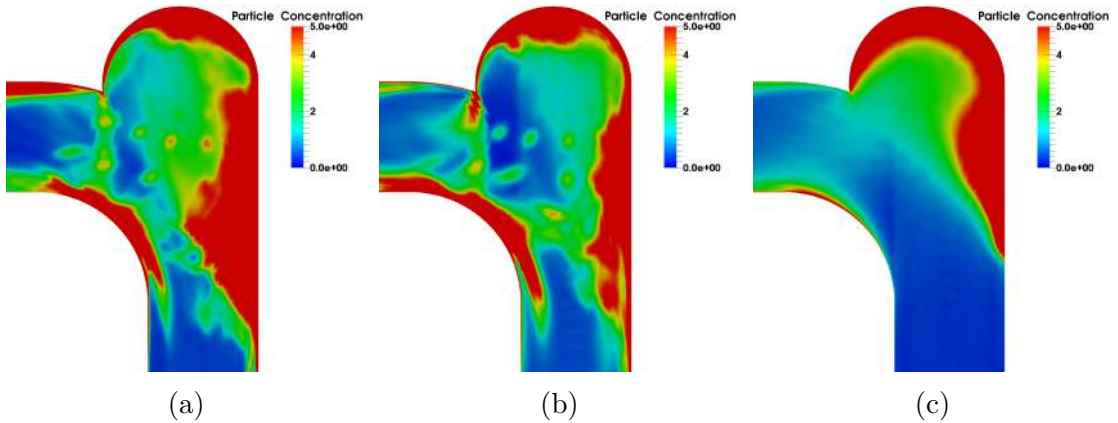 Particle Concentration
5.0e+00
4
2
0.0e+00
Particle Concentration
5.0e+00
4
2
0.0e+00
Particle Concentration
5.0e+00
4
2
0.0e+00
(a)
(b)
(c)